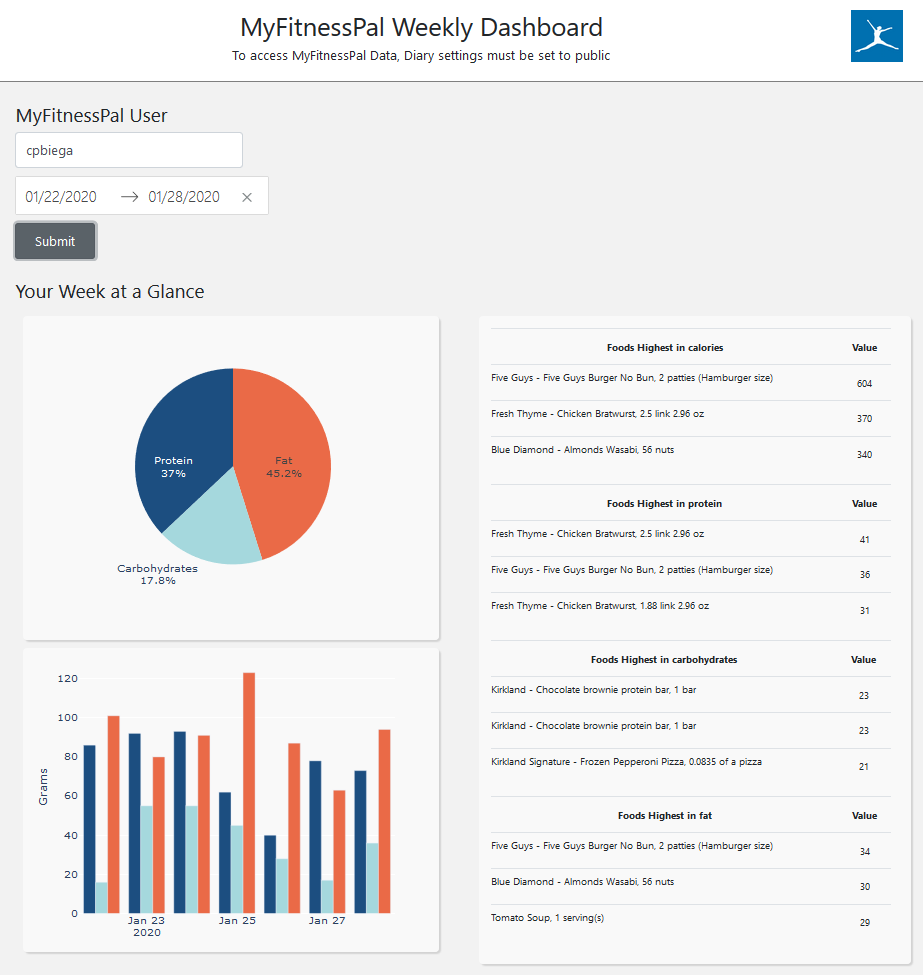 MyFitnessPal Weekly Dashboard
To access MyFitnessPal Data, Diary settings must be set to public
MyFitnessPal User
cpbiega
01/22/2020 → 01/28/2020 ×
Submit
Your Week at a Glance
Protein
37%
Fat
45.2%
Carbohydrates
17.8%
Grams
120
100
80
60
40
20
0
Jan 23
2020
Jan 25
Jan 27
Foods Highest in calories Value
Five Guys - Five Guys Burger No Bun, 2 patties (Hamburger size) 604
Fresh Thyme - Chicken Bratwurst, 2.5 link 2.96 oz 370
Blue Diamond - Almonds Wasabi, 56 nuts 340
Foods Highest in protein Value
Fresh Thyme - Chicken Bratwurst, 2.5 link 2.96 oz 41
Five Guys - Five Guys Burger No Bun, 2 patties (Hamburger size) 36
Fresh Thyme - Chicken Bratwurst, 1.88 link 2.96 oz 31
Foods Highest in carbohydrates Value
Kirkland - Chocolate brownie protein bar, 1 bar 23
Kirkland - Chocolate brownie protein bar, 1 bar 23
Kirkland Signature - Frozen Pepperoni Pizza, 0.0835 of a pizza 21
Foods Highest in fat Value
Five Guys - Five Guys Burger No Bun, 2 patties (Hamburger size) 34
Blue Diamond - Almonds Wasabi, 56 nuts 30
Tomato Soup, 1 serving(s) 29